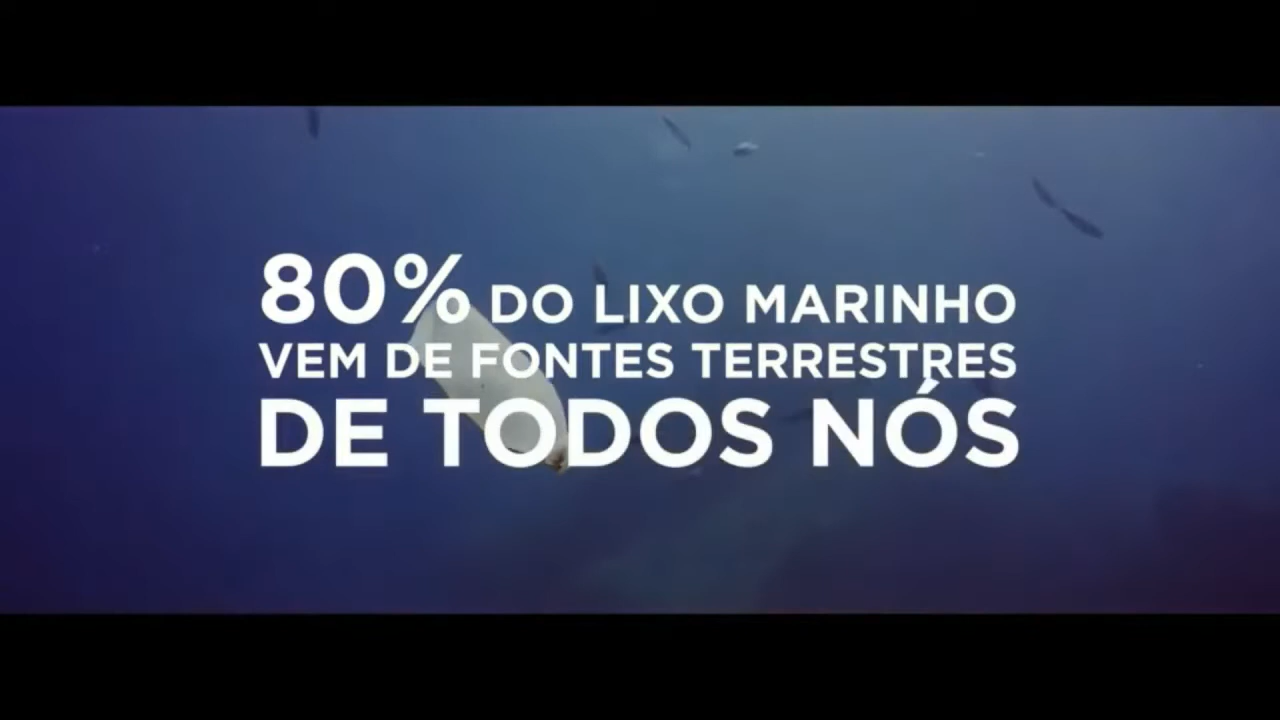 80% DO LIXO MARINHO
VEM DE FONTES TERRESTRES
DE TODOS NÓS